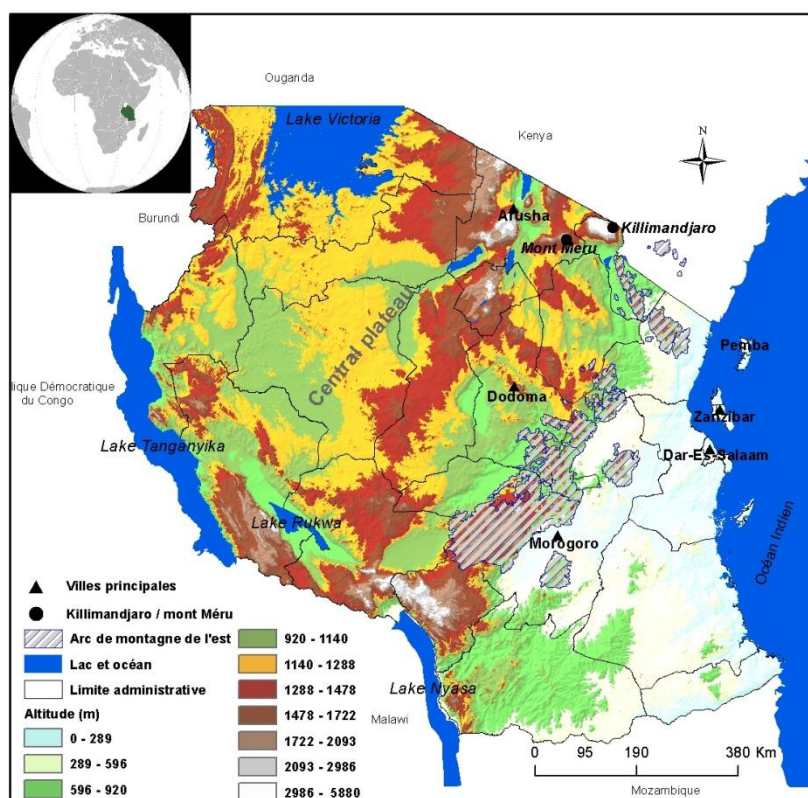 Ouganda
Lake Victoria
Kenya
N
Burundi
Arusha
Killimandjaro
Mont Méru
Central plateau
Pemba
lique Démocratique
du Congo
Dodoma
Zanzibar
Lake Tanganyika
Dar-Es-Salaam
Lake Rukwa
Morogoro
Océan Indien
Lake Nyasa
Malawi
Mozambique
Villes principales
Killimandjaro / mont Méru
Arc de montagne de l'est
Lac et océan
Limite administrative
Altitude (m)
0 - 289
289 - 596
596 - 920
920 - 1140
1140 - 1288
1288 - 1478
1478 - 1722
1722 - 2093
2093 - 2986
2986 - 5880
0 95 190 380 Km